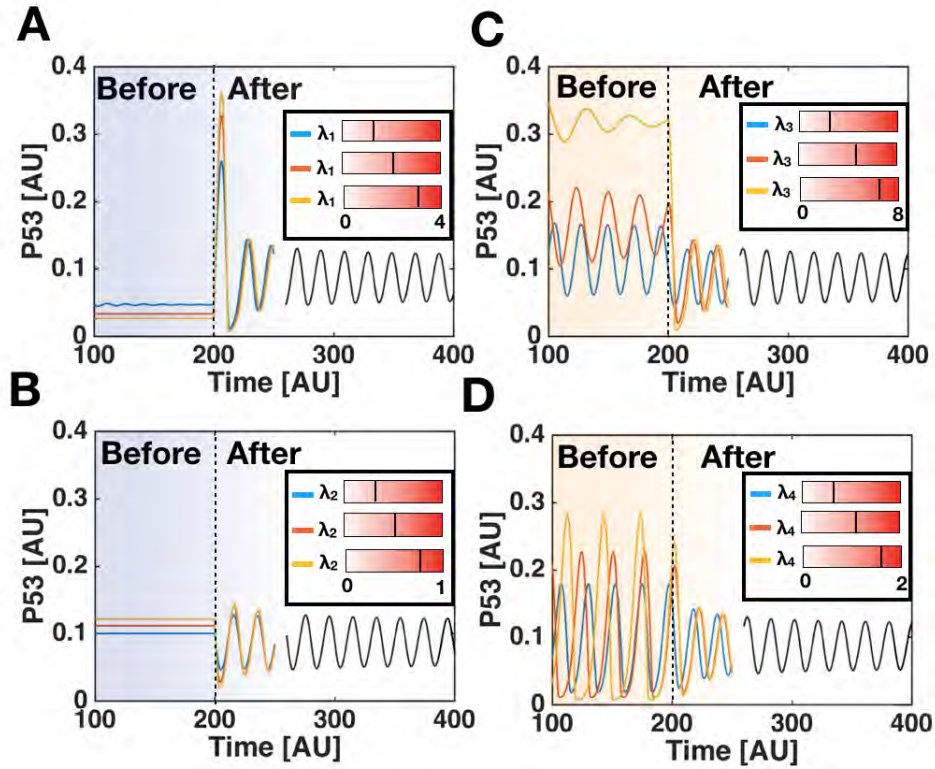 A
P53 [AU]
0.4
0.3
0.2
0.1
0
Before
After
λ1
λ1
λ1
0 4
100 200 300 400
Time [AU]
C
P53 [AU]
0.4
0.3
0.2
0.1
0
Before
After
λ3
λ3
λ3
0 8
100 200 300 400
Time [AU]
B
P53 [AU]
0.4
0.3
0.2
0.1
0
Before
After
λ2
λ2
λ2
0 1
100 200 300 400
Time [AU]
D
P53 [AU]
0.4
0.3
0.2
0.1
0
Before
After
λ4
λ4
λ4
0 2
100 200 300 400
Time [AU]